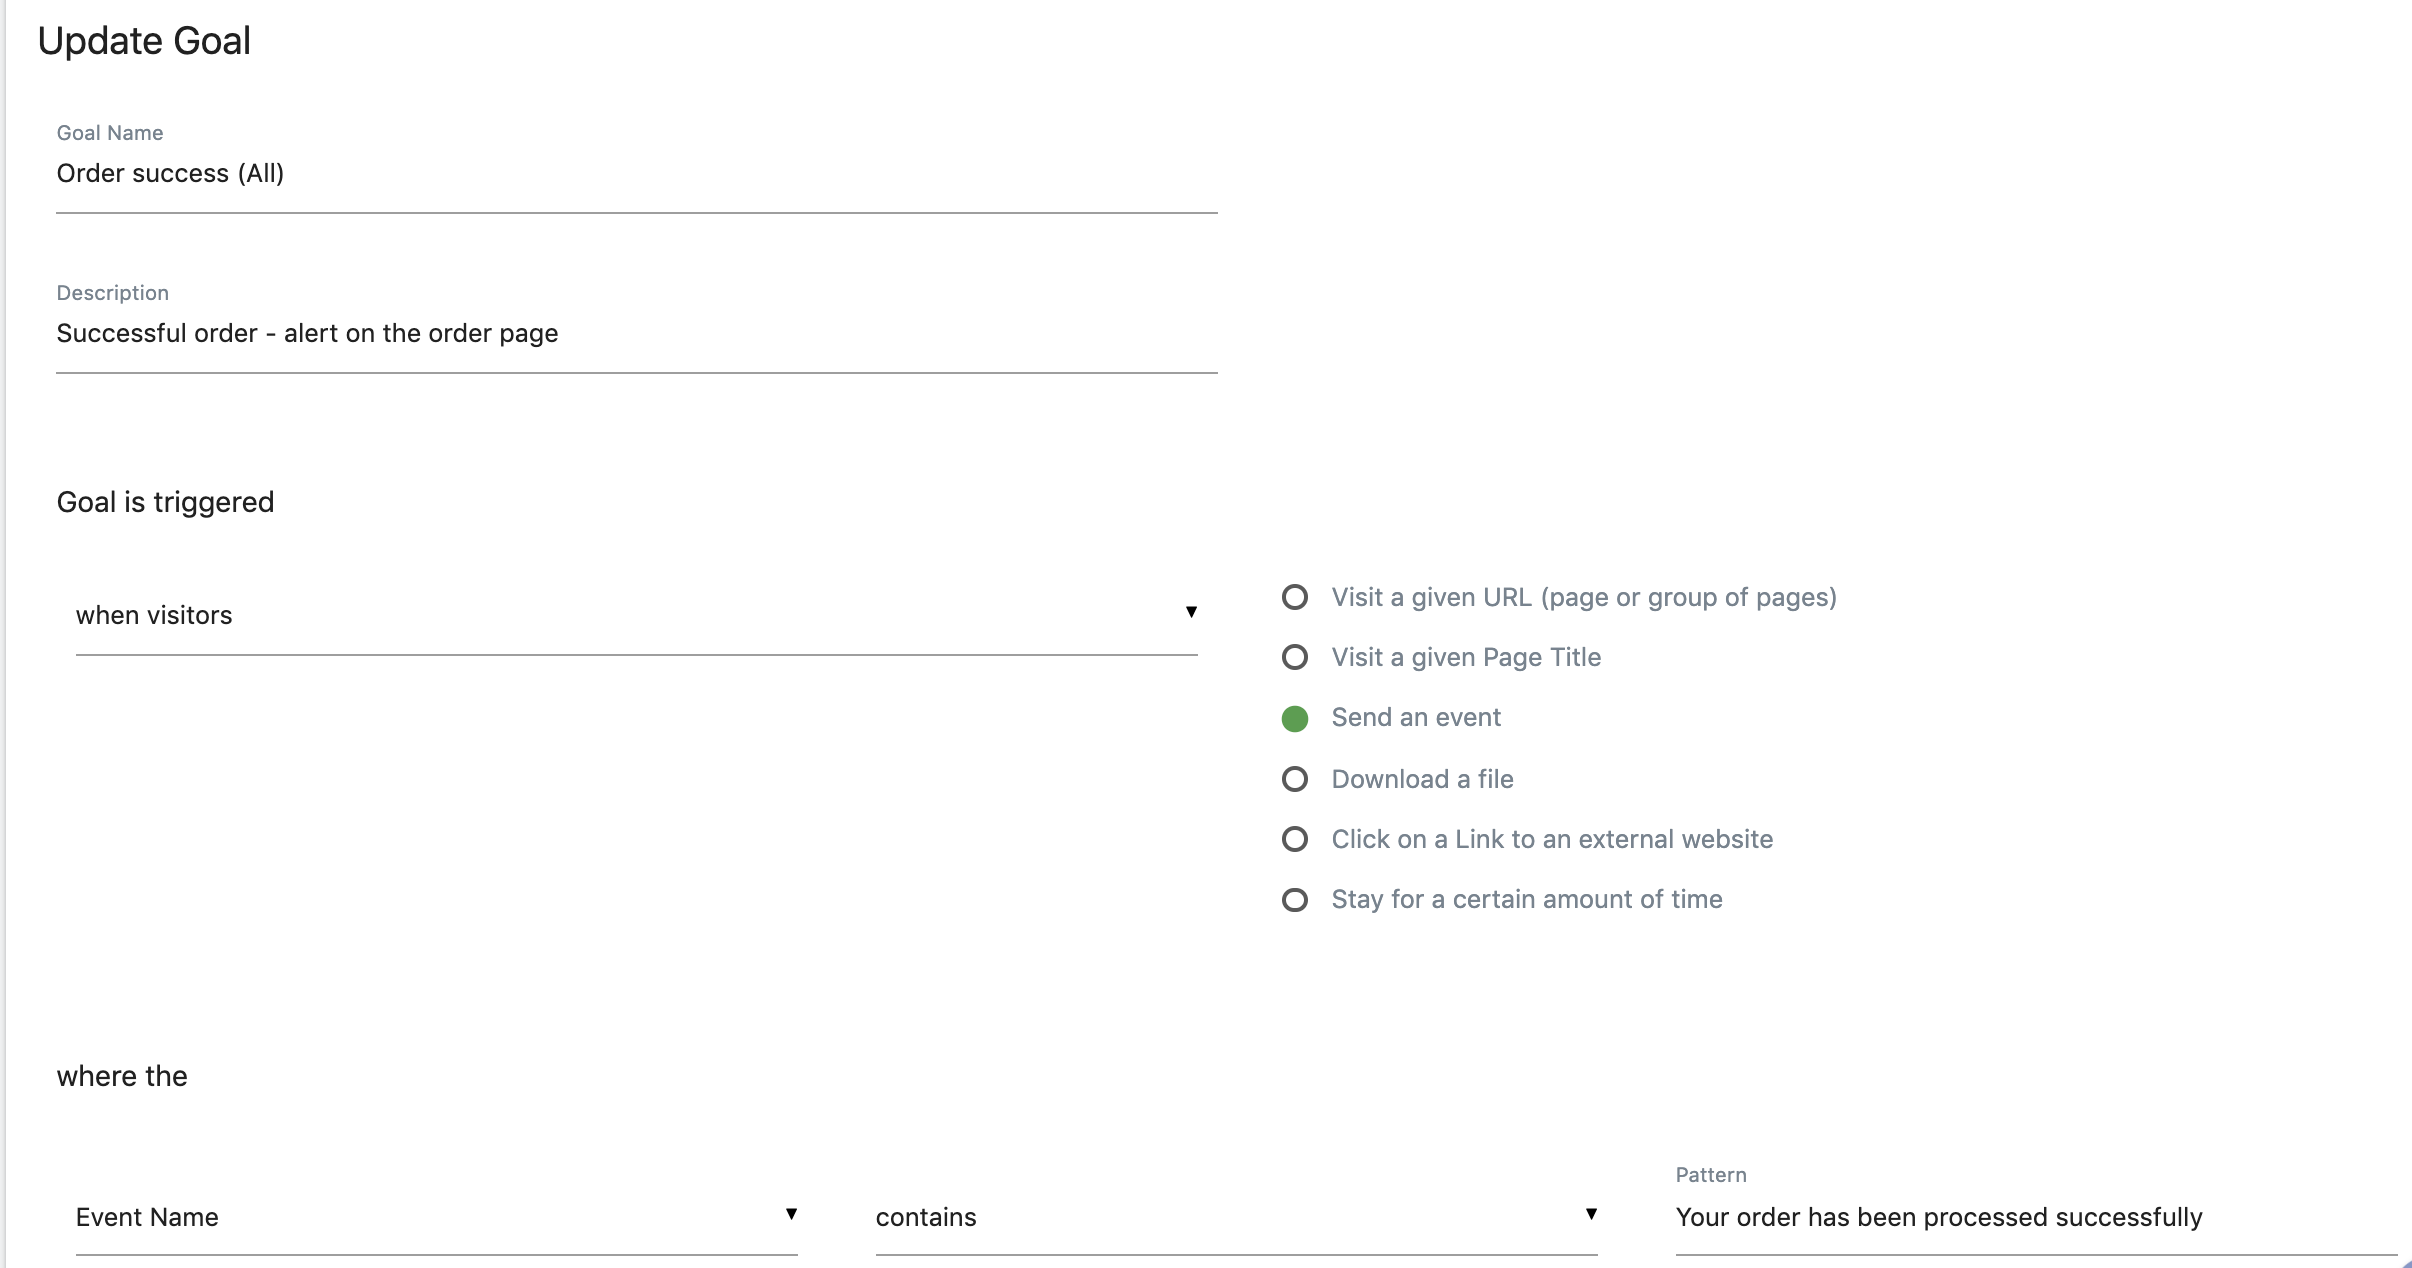 Update Goal
Goal Name
Order success (All)
Description
Successful order - alert on the order page
Goal is triggered
when visitors
Visit a given URL (page or group of pages)
Visit a given Page Title
Send an event
Download a file
Click on a Link to an external website
Stay for a certain amount of time
where the
Pattern
Event Name contains Your order has been processed successfully